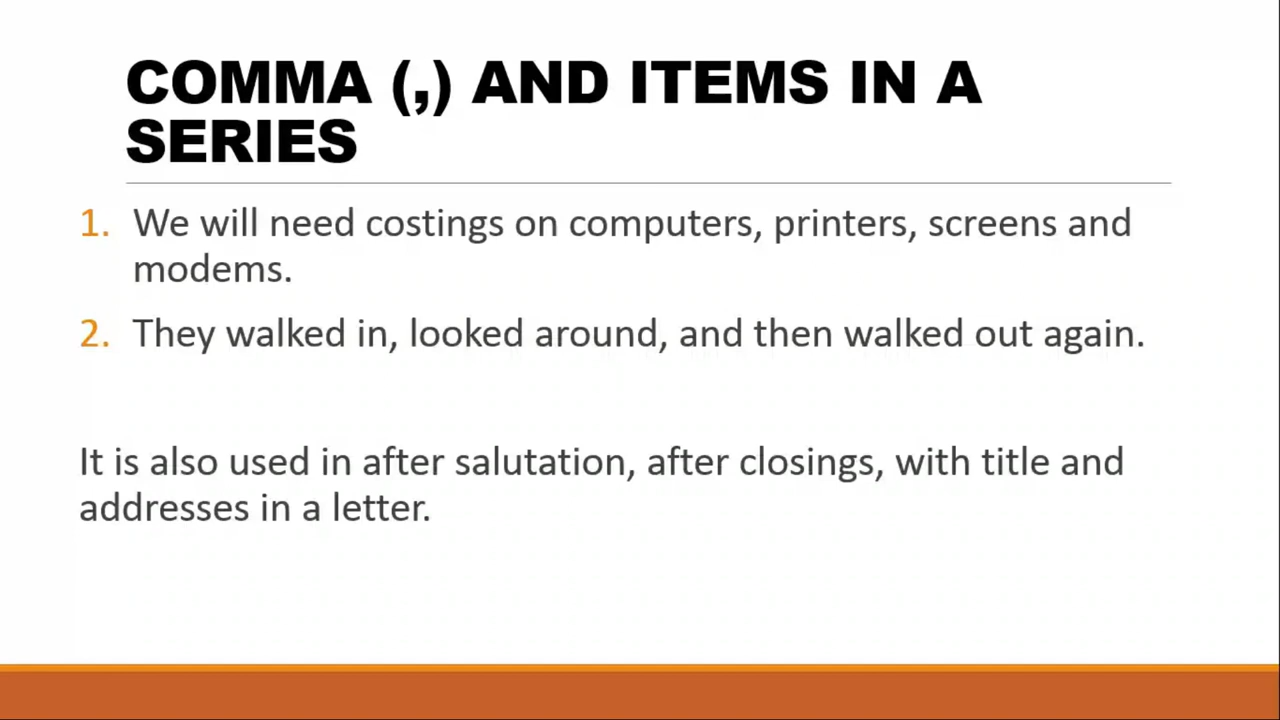 COMMA (,) AND ITEMS IN A
SERIES
1. We will need costings on computers, printers, screens and
modems.
2. They walked in, looked around, and then walked out again.
It is also used in after salutation, after closings, with title and
addresses in a letter.